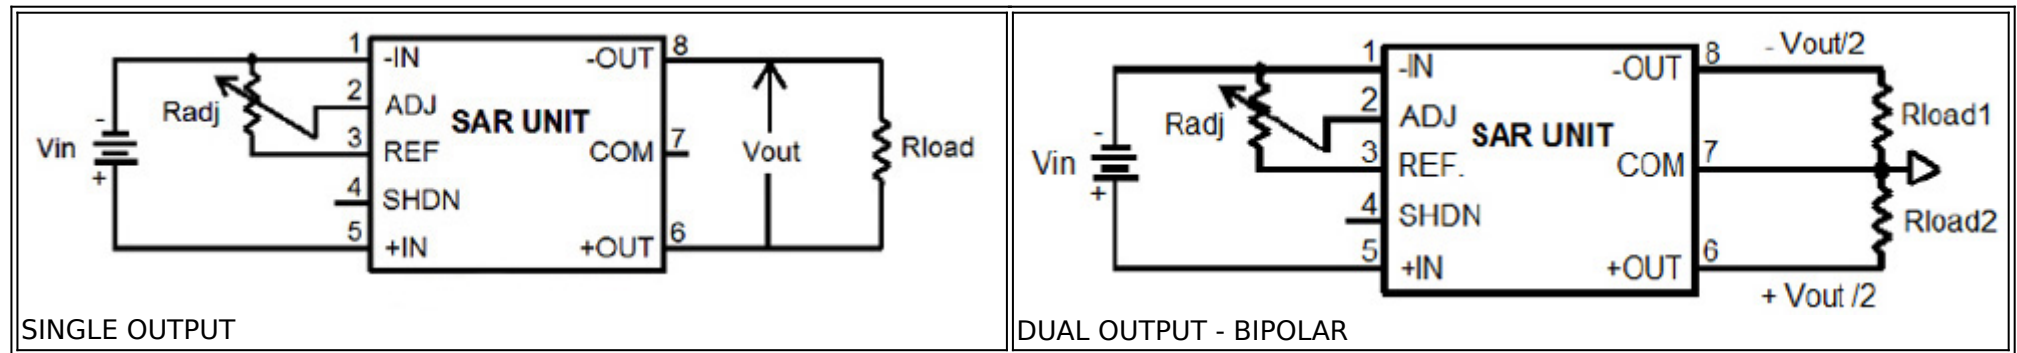 1
-IN
-OUT
8
Radj
2
ADJ
SAR UNIT
Vin
-
+
3
REF
COM
7
Vout
Rload
4
SHDN
5
+IN
+OUT
6
SINGLE OUTPUT
1
-IN
-OUT
8
- Vout/2
Radj
2
ADJ
SAR UNIT
Rload1
Vin
-
+
3
REF.
COM
7
4
SHDN
Rload2
5
+IN
+OUT
6
+ Vout /2
DUAL OUTPUT - BIPOLAR